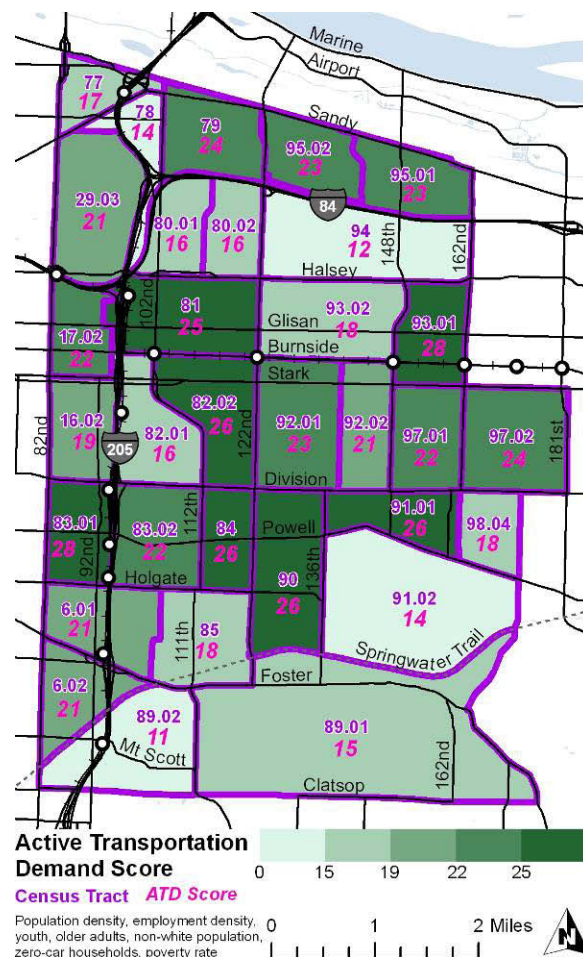 Marine
Airport
Sandy
77
17
78
14
79
24
95.02
23
95.01
23
29.03
21
80.01
16
80.02
16
84
94
12
148th
162nd
Halsey
102nd
81
25
93.02
18
Glisan
93.01
28
Burnside
17.02
22
Stark
82nd
16.02
19
205
82.01
16
82.02
26
122nd
92.01
23
92.02
21
97.01
22
97.02
24
181st
Division
83.01
28
92nd
83.02
22
112th
84
26
Powell
91.01
26
98.04
18
Holgate
90
26
136th
91.02
14
6.01
21
111th
85
18
Springwater Trail
Foster
6.02
21
89.02
11
Mt Scott
89.01
15
162nd
Clatsop
Active Transportation
Demand Score
0 15 19 22 25
Census Tract ATD Score
Population density, employment density,
youth, older adults, non-white population,
zero-car households, poverty rate
0 1 2 Miles
N